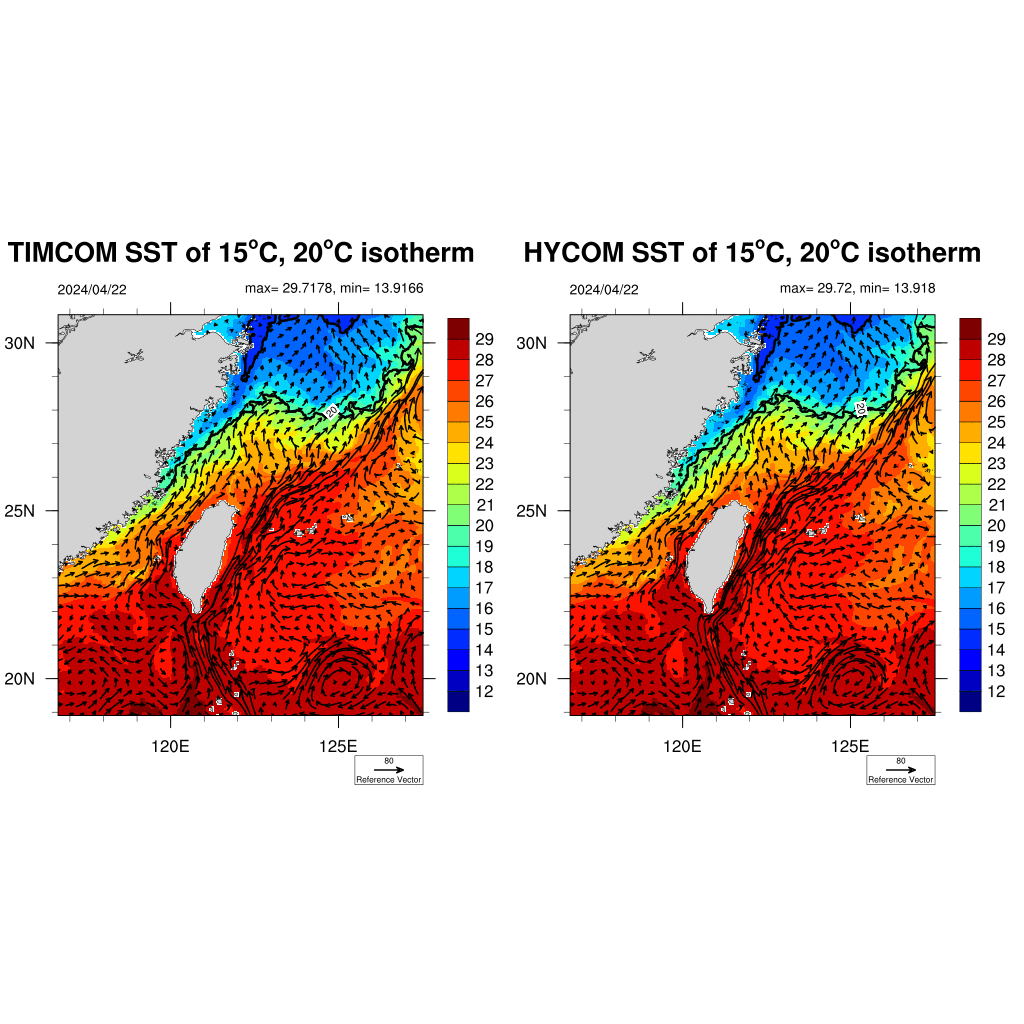 TIMCOM SST of 15°C, 20°C isotherm
2024/04/22
max= 29.7178, min= 13.9166
30N
25N
20N
120E
125E
20
29
28
27
26
25
24
23
22
21
20
19
18
17
16
15
14
13
12
80
Reference Vector
HYCOM SST of 15°C, 20°C isotherm
2024/04/22
max= 29.72, min= 13.918
30N
25N
20N
120E
125E
20
29
28
27
26
25
24
23
22
21
20
19
18
17
16
15
14
13
12
80
Reference Vector